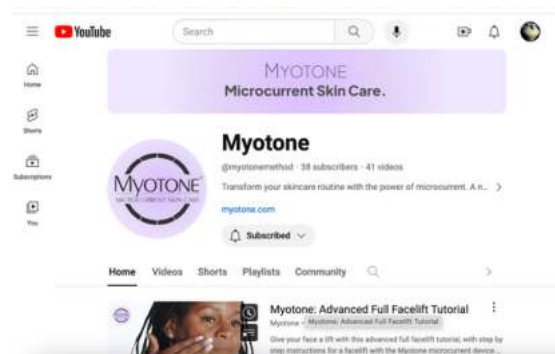 YouTube
Search
Home
Shorts
Subscriptions
You
MYOTONE
Microcurrent Skin Care.
MYOTONE
MICROCURRENT SKIN CARE
Myotone
@myotonemethod · 38 subscribers · 41 videos
Transform your skincare routine with the power of microcurrent. A n...
myotone.com
Subscribed
Home Videos Shorts Playlists Community
Myotone: Advanced Full Facelift Tutorial
Myotone
Myotone: Advanced Full Facelift Tutorial
Give your face a lift with this advanced full facelift tutorial, with step by
step instructions for a facelift with the Myotone microcurrent device ...